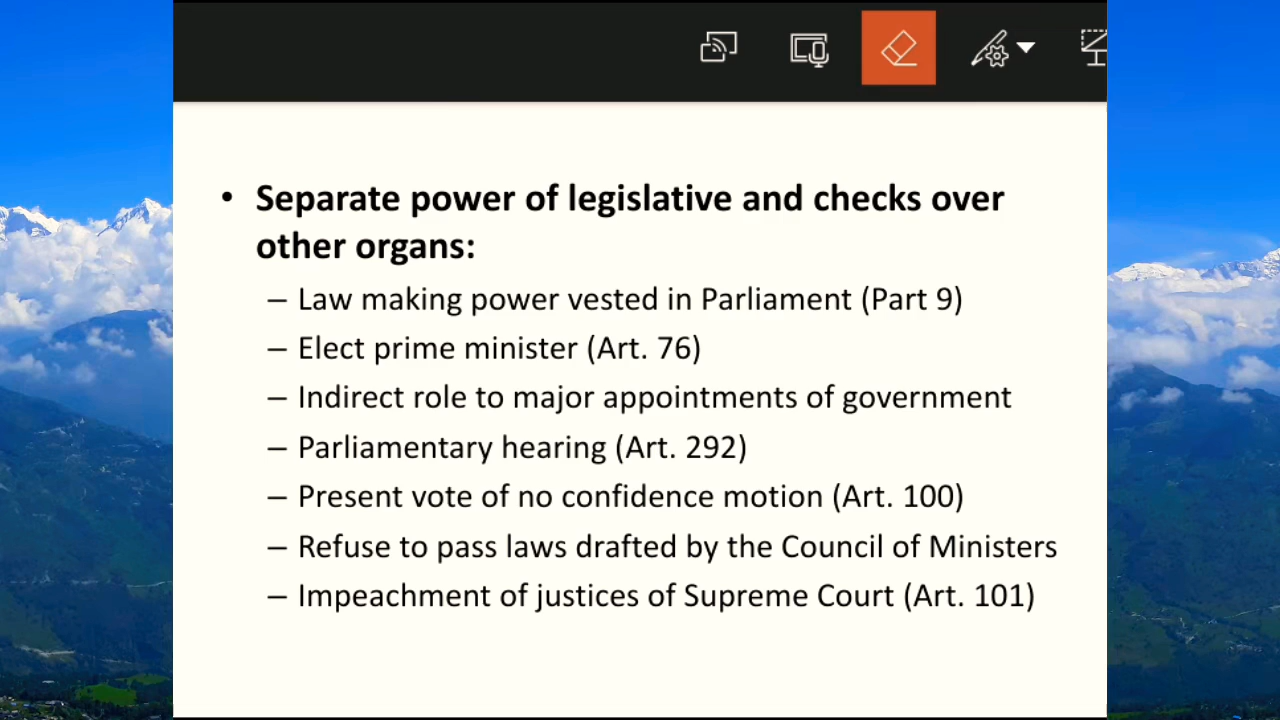 • Separate power of legislative and checks over
other organs:
– Law making power vested in Parliament (Part 9)
– Elect prime minister (Art. 76)
– Indirect role to major appointments of government
– Parliamentary hearing (Art. 292)
– Present vote of no confidence motion (Art. 100)
– Refuse to pass laws drafted by the Council of Ministers
– Impeachment of justices of Supreme Court (Art. 101)